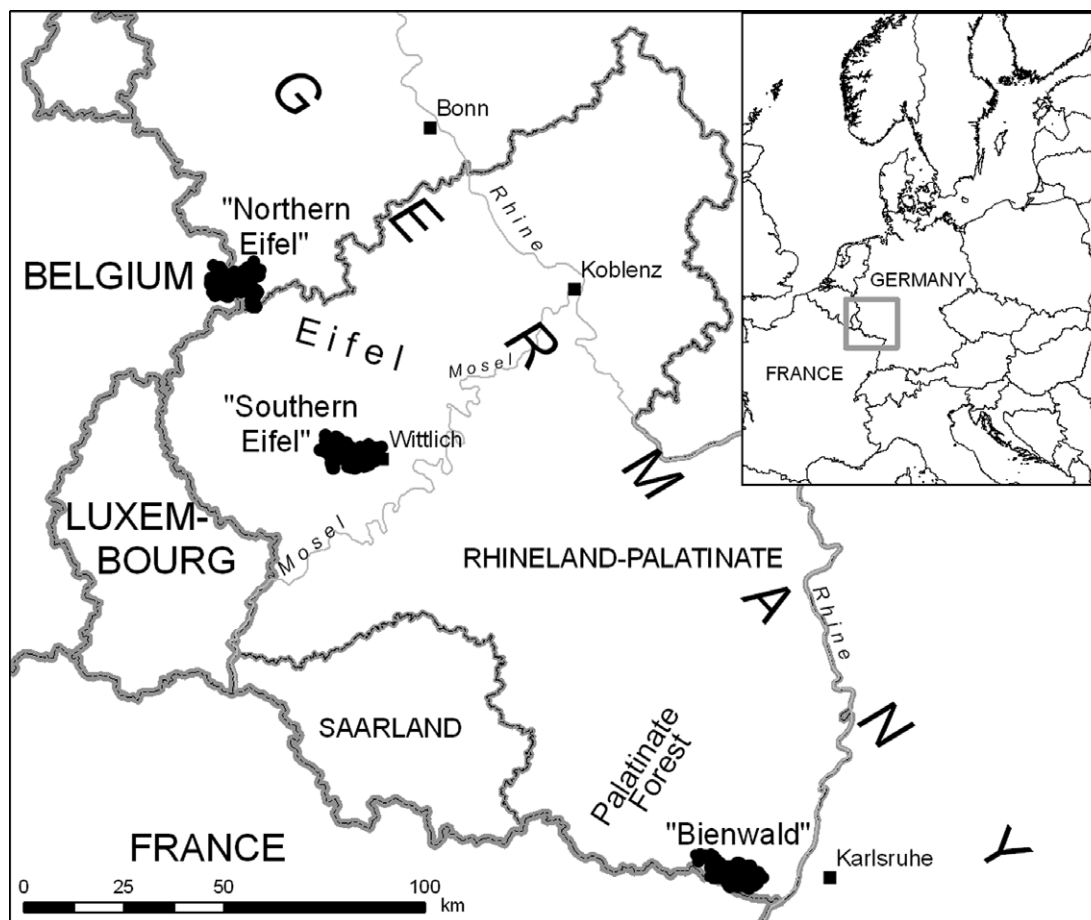 G
E
R
M
A
N
Y
Bonn
Rhine
"Northern
Eifel"
BELGIUM
Koblenz
Eifel
Mosel
"Southern
Eifel"
Wittlich
LUXEM-
BOURG
Mosel
RHINELAND-PALATINATE
Rhine
SAARLAND
Palatinate
Forest
"Bienwald"
FRANCE
Karlsruhe
0 25 50 100
km
GERMANY
FRANCE